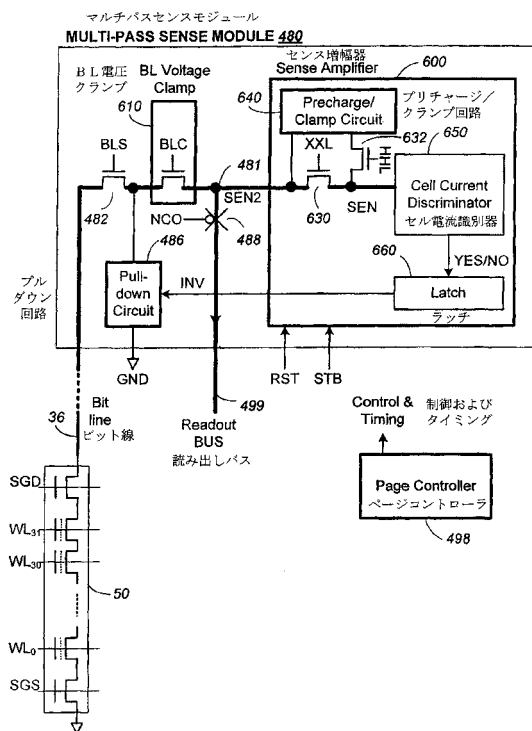 マルチパスセンスモジュール
MULTI-PASS SENSE MODULE 480
センス増幅器
Sense Amplifier
600
BL電圧
クランプ
BL Voltage
Clamp
610
640
Precharge/
Clamp Circuit
プリチャージ/
クランプ回路
632
650
BLS
BLC
481
XXL
HHL
482
SEN2
630
SEN
Cell Current
Discriminator
セル電流識別器
NCO
488
486
660
YES/NO
プル
ダウン
回路
Pull-
down
Circuit
INV
Latch
ラッチ
GND
RST
STB
499
36
Bit
line
ビット線
Readout
BUS
読み出しバス
Control &
Timing
制御および
タイミング
Page Controller
ページコントローラ
498
SGD
WL31
WL30
50
WL0
SGS